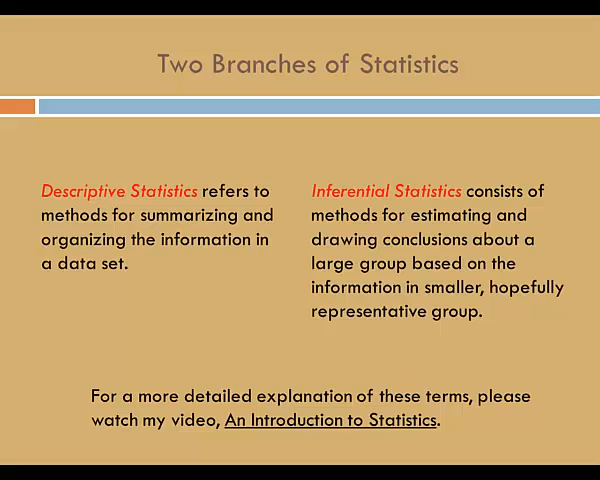 Two Branches of Statistics
Descriptive Statistics refers to
methods for summarizing and
organizing the information in
a data set.
Inferential Statistics consists of
methods for estimating and
drawing conclusions about a
large group based on the
information in smaller, hopefully
representative group.
For a more detailed explanation of these terms, please
watch my video, An Introduction to Statistics.